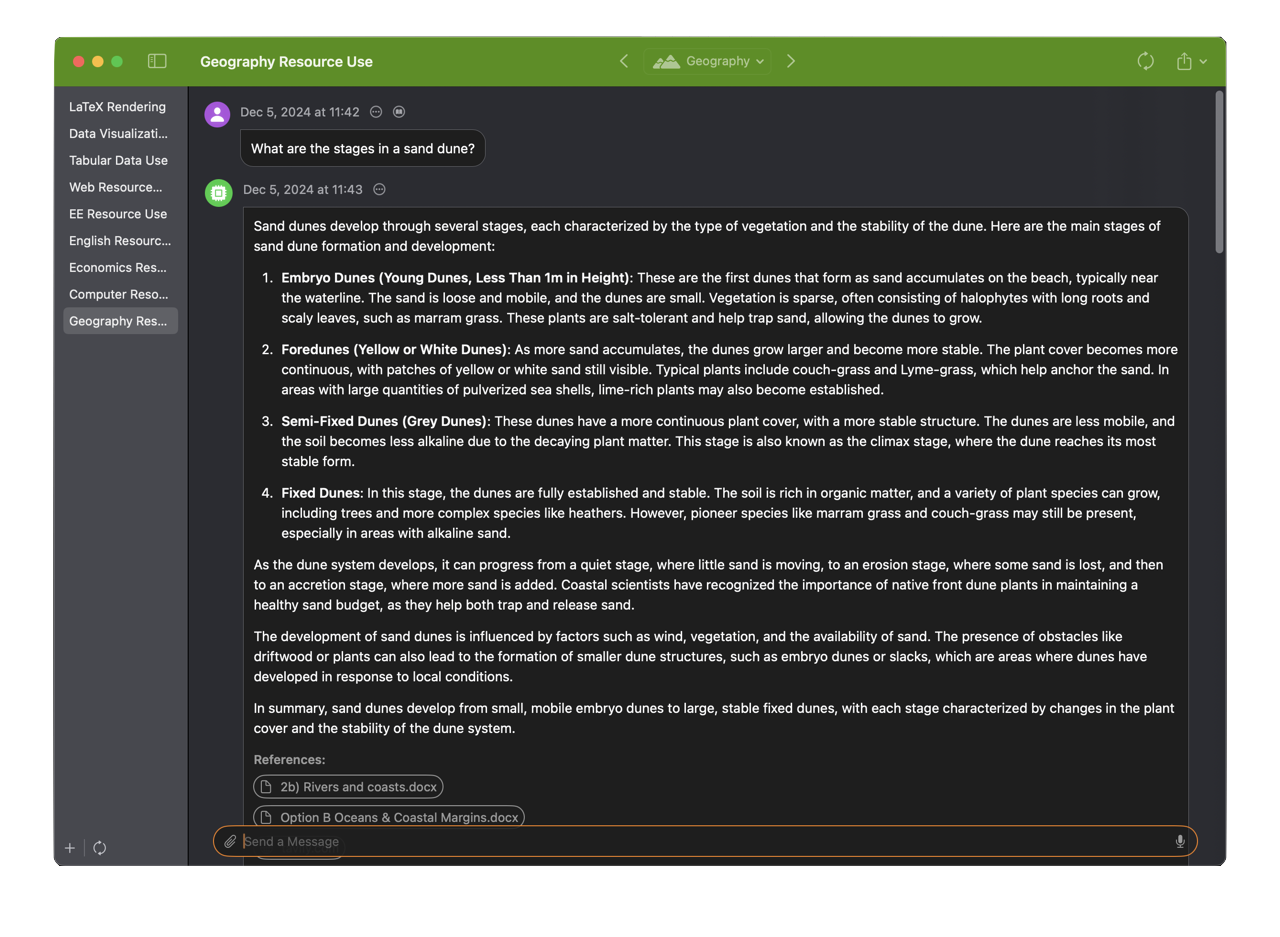 Geography Resource Use
Geography
LaTeX Rendering
Data Visualizati...
Tabular Data Use
Web Resource...
EE Resource Use
English Resourc...
Economics Res...
Computer Reso...
Geography Res...
Dec 5, 2024 at 11:42
What are the stages in a sand dune?
Dec 5, 2024 at 11:43
Sand dunes develop through several stages, each characterized by the type of vegetation and the stability of the dune. Here are the main stages of
sand dune formation and development:
1. Embryo Dunes (Young Dunes, Less Than 1m in Height): These are the first dunes that form as sand accumulates on the beach, typically near
the waterline. The sand is loose and mobile, and the dunes are small. Vegetation is sparse, often consisting of halophytes with long roots and
scaly leaves, such as marram grass. These plants are salt-tolerant and help trap sand, allowing the dunes to grow.
2. Foredunes (Yellow or White Dunes): As more sand accumulates, the dunes grow larger and become more stable. The plant cover becomes more
continuous, with patches of yellow or white sand still visible. Typical plants include couch-grass and Lyme-grass, which help anchor the sand. In
areas with large quantities of pulverized sea shells, lime-rich plants may also become established.
3. Semi-Fixed Dunes (Grey Dunes): These dunes have a more continuous plant cover, with a more stable structure. The dunes are less mobile, and
the soil becomes less alkaline due to the decaying plant matter. This stage is also known as the climax stage, where the dune reaches its most
stable form.
4. Fixed Dunes: In this stage, the dunes are fully established and stable. The soil is rich in organic matter, and a variety of plant species can grow,
including trees and more complex species like heathers. However, pioneer species like marram grass and couch-grass may still be present,
especially in areas with alkaline sand.
As the dune system develops, it can progress from a quiet stage, where little sand is moving, to an erosion stage, where some sand is lost, and then
to an accretion stage, where more sand is added. Coastal scientists have recognized the importance of native front dune plants in maintaining a
healthy sand budget, as they help both trap and release sand.
The development of sand dunes is influenced by factors such as wind, vegetation, and the availability of sand. The presence of obstacles like
driftwood or plants can also lead to the formation of smaller dune structures, such as embryo dunes or slacks, which are areas where dunes have
developed in response to local conditions.
In summary, sand dunes develop from small, mobile embryo dunes to large, stable fixed dunes, with each stage characterized by changes in the plant
cover and the stability of the dune system.
References:
2b) Rivers and coasts.docx
Option B Oceans & Coastal Margins.docx
Send a Message